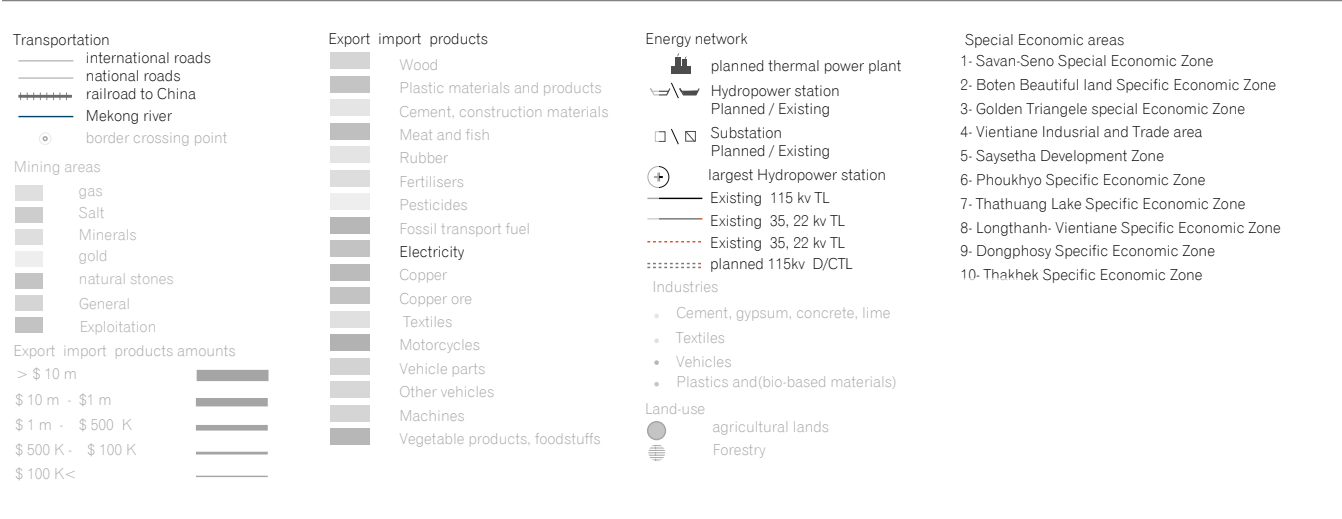 Transportation
international roads
national roads
railroad to China
Mekong river
border crossing point
Mining areas
gas
Salt
Minerals
gold
natural stones
General
Exploitation
Export import products amounts
> $ 10 m
$ 10 m - $1 m
$ 1 m - $ 500 K
$ 500 K - $ 100 K
$ 100 K<
Export import products
Wood
Plastic materials and products
Cement, construction materials
Meat and fish
Rubber
Fertilisers
Pesticides
Fossil transport fuel
Electricity
Copper
Copper ore
Textiles
Motorcycles
Vehicle parts
Other vehicles
Machines
Vegetable products, foodstuffs
Energy network
planned thermal power plant
Hydropower station
Planned / Existing
Substation
Planned / Existing
largest Hydropower station
Existing 115 kv TL
Existing 35, 22 kv TL
Existing 35, 22 kv TL
planned 115kv D/CTL
Industries
Cement, gypsum, concrete, lime
Textiles
Vehicles
Plastics and(bio-based materials)
Land-use
agricultural lands
Forestry
Special Economic areas
1- Savan-Seno Special Economic Zone
2- Boten Beautiful land Specific Economic Zone
3- Golden Triangele special Economic Zone
4- Vientiane Indusrial and Trade area
5- Saysetha Development Zone
6- Phoukhyo Specific Economic Zone
7- Thathuang Lake Specific Economic Zone
8- Longthanh- Vientiane Specific Economic Zone
9- Dongphosy Specific Economic Zone
10- Thakhek Specific Economic Zone